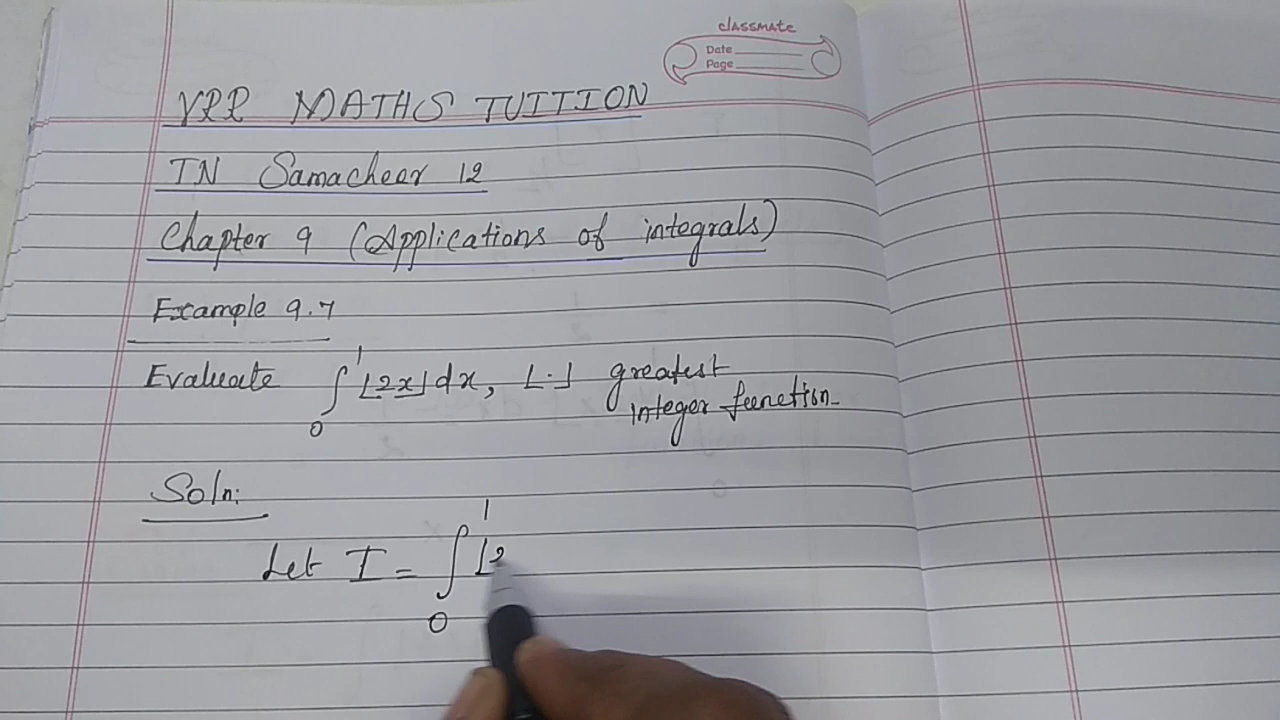 classmate
Date
Page
VRR MATHS TUITION
TN Samacheer 12
Chapter 9 (Applications of integrals)
Example 9.7
Evaluate ∫₀¹ ⌊2x⌋ dx, ⌊·⌋ greatest
integer function
Soln:
Let I = ∫₀¹ ⌊2